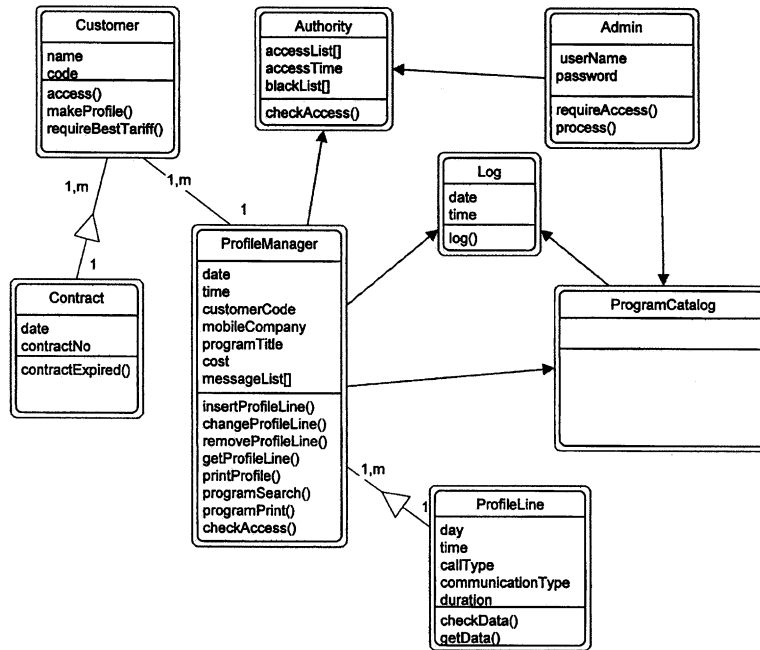 Customer
name
code
access()
makeProfile()
requireBestTariff()
Authority
accessList[]
accessTime
blackList[]
checkAccess()
Admin
userName
password
requireAccess()
process()
Log
date
time
log()
1,m
1,m
1
1
Contract
date
contractNo
contractExpired()
ProfileManager
date
time
customerCode
mobileCompany
programTitle
cost
messageList[]
insertProfileLine()
changeProfileLine()
removeProfileLine()
getProfileLine()
printProfile()
programSearch()
programPrint()
checkAccess()
ProgramCatalog
1,m
1
ProfileLine
day
time
callType
communicationType
duration
checkData()
getData()